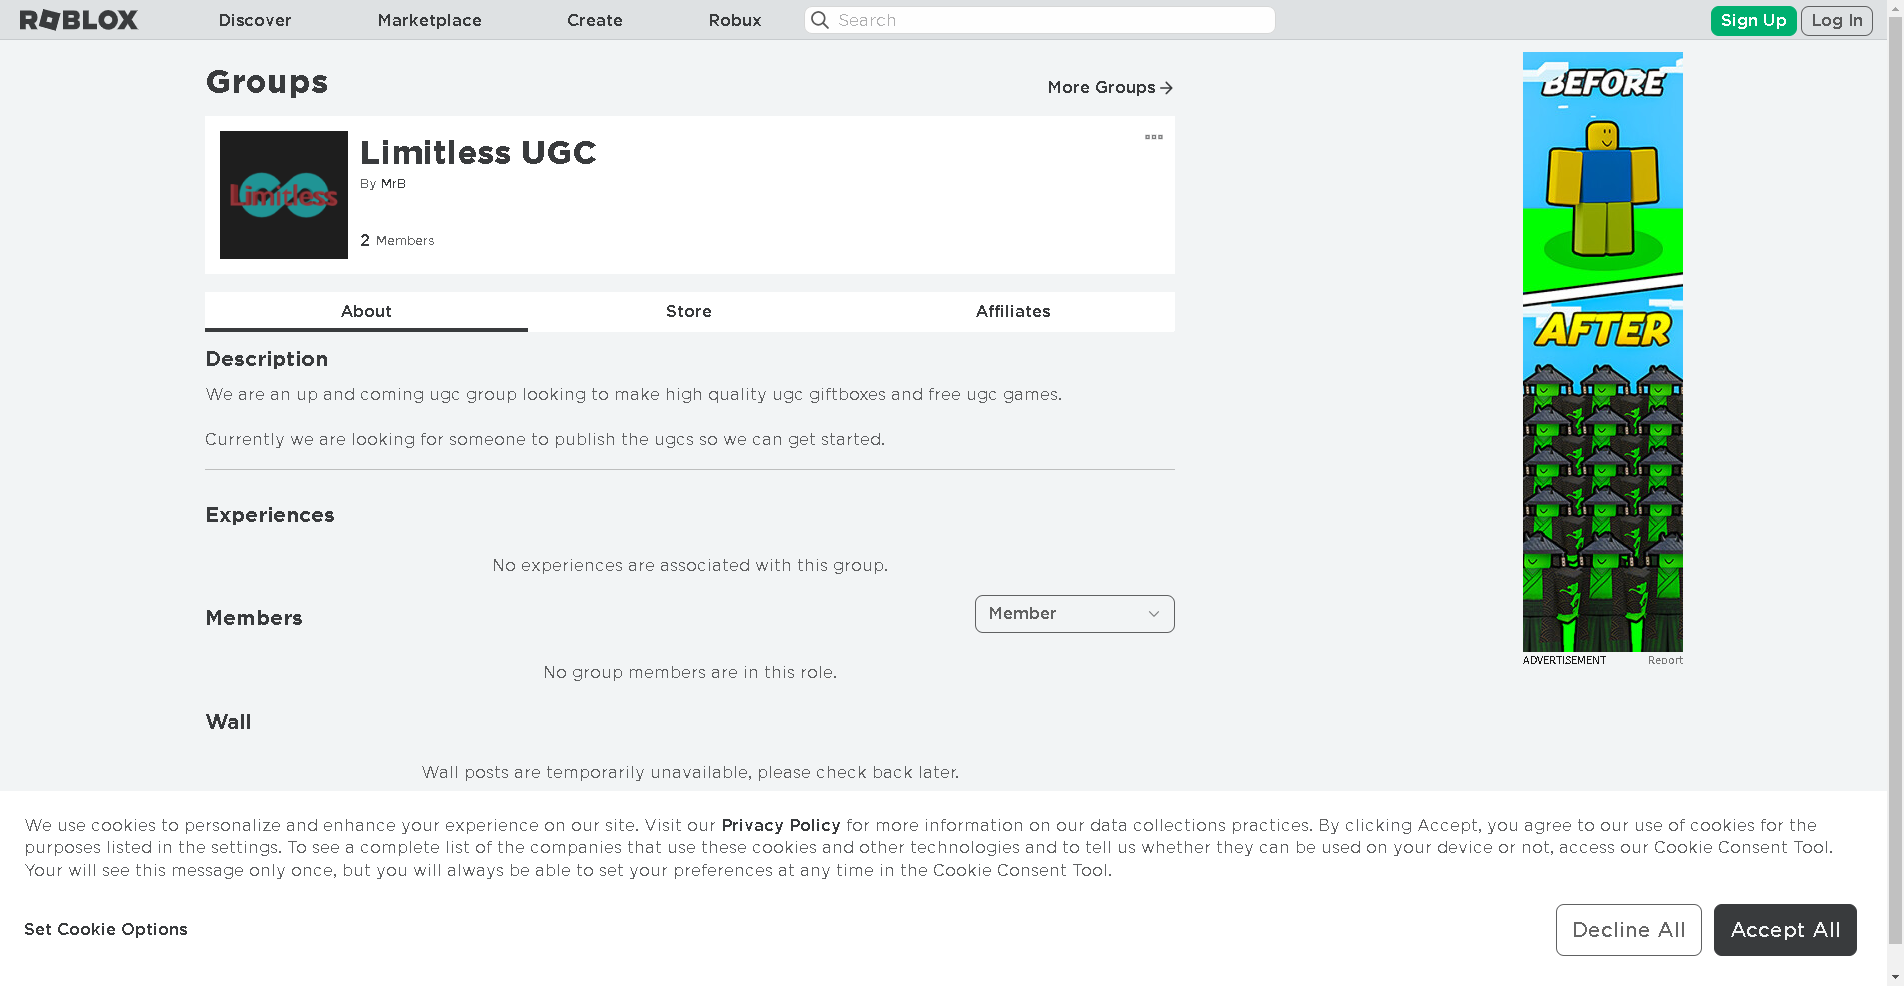 ROBLOX Discover Marketplace Create Robux Search Sign Up Log In
Groups
More Groups
Limitless
Limitless UGC
By MrB
2 Members
About Store Affiliates
Description
We are an up and coming ugc group looking to make high quality ugc giftboxes and free ugc games.
Currently we are looking for someone to publish the ugcs so we can get started.
Experiences
No experiences are associated with this group.
Members
Member
No group members are in this role.
Wall
Wall posts are temporarily unavailable, please check back later.
BEFORE
AFTER
ADVERTISEMENT Report
We use cookies to personalize and enhance your experience on our site. Visit our Privacy Policy for more information on our data collections practices. By clicking Accept, you agree to our use of cookies for the
purposes listed in the settings. To see a complete list of the companies that use these cookies and other technologies and to tell us whether they can be used on your device or not, access our Cookie Consent Tool.
Your will see this message only once, but you will always be able to set your preferences at any time in the Cookie Consent Tool.
Set Cookie Options
Decline All
Accept All